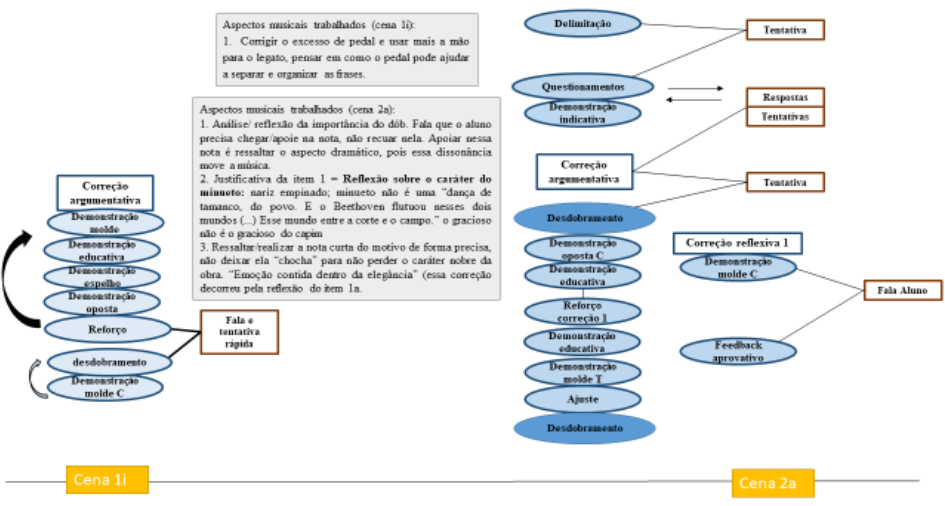 Aspectos musicais trabalhados (cena 1i):
1. Corrigir o excesso de pedal e usar mais a mão
para o legato, pensar em como o pedal pode ajudar
a separar e organizar as frases.
Aspectos musicais trabalhados (cena 2a):
1. Análise/ reflexão da importância do dób. Fala que o aluno
precisa chegar/apoie na nota, não recuar nela. Apoiar nessa
nota é ressaltar o aspecto dramático, pois essa dissonância
move a música.
2. Justificativa da item 1 = Reflexão sobre o caráter do
minueto: nariz empinado; minueto não é uma “dança de
tamanco, do povo. E o Beethoven flutuou nesses dois
mundos (...) Esse mundo entre a corte e o campo.” o gracioso
não é o gracioso do capim
3. Ressaltar/realizar a nota curta do motivo de forma precisa,
não deixar ela “chocha” para não perder o caráter nobre da
obra. “Emoção contida dentro da elegância” (essa correção
decorreu pela reflexão do item 1a.
Correção
argumentativa
Demonstração
molde
Demonstração
educativa
Demonstração
espelho
Demonstração
oposta
Reforço
desdobramento
Demonstração
molde C
Fala e
tentativa
rápida
Delimitação
Tentativa
Questionamentos
Demonstração
indicativa
Respostas
Tentativas
Correção
argumentativa
Tentativa
Desdobramento
Demonstração
oposta C
Demonstração
educativa
Reforço
correção 1
Demonstração
educativa
Demonstração
molde T
Ajuste
Desdobramento
Correção reflexiva 1
Demonstração
molde C
Fala Aluno
Feedback
aprovativo
Cena 1i
Cena 2a